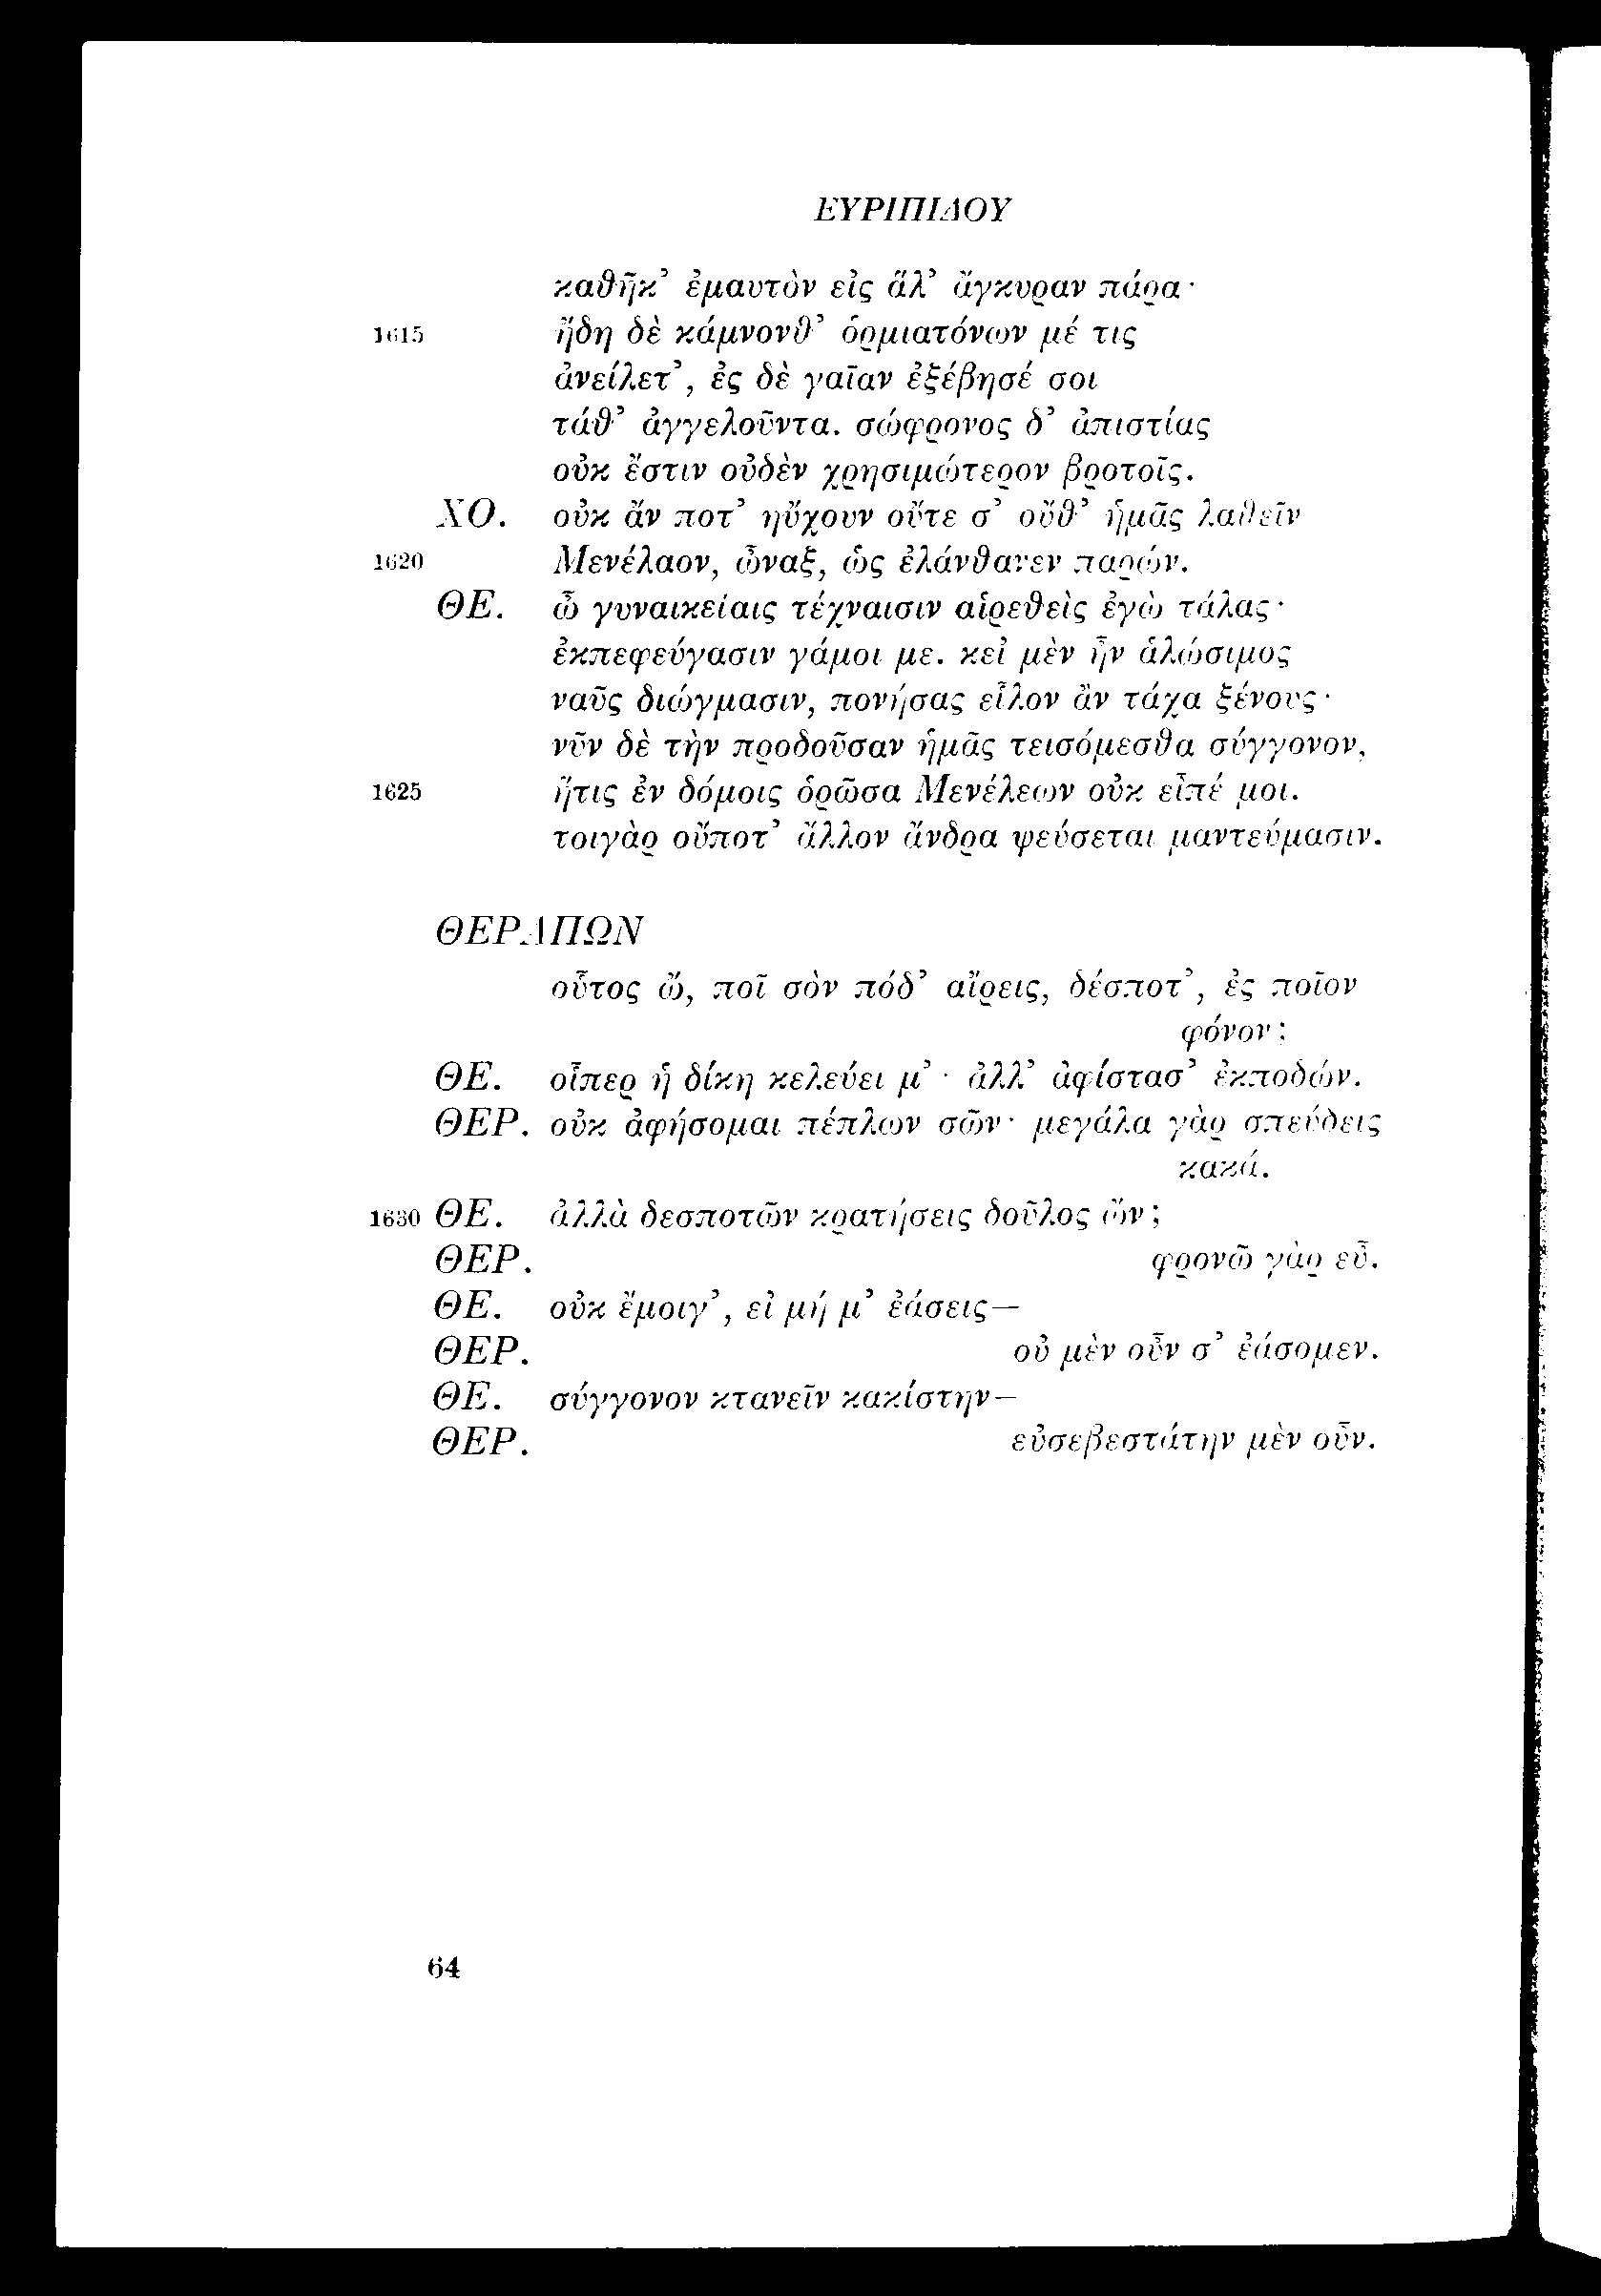 ΕΥΡΙΠΙΔΟΥ
καθῆκ’ ἐμαυτὸν εἰς ἅλ’ ἄγκυραν πάρα·
1615 ἤδη δὲ κάμνονθ’ ὁρμιατόνων μέ τις
ἀνείλετ’, ἐς δὲ γαῖαν ἐξέβησέ σοι
τάθ’ ἀγγελοῦντα. σώφρονος δ’ ἀπιστίας
οὐκ ἔστιν οὐδὲν χρησιμώτερον βροτοῖς.
ΧΟ. οὐκ ἄν ποτ’ ηὔχουν οὔτε σ’ οὔθ’ ἡμᾶς λαθεῖν
1620 Μενέλαον, ὦναξ, ὡς ἐλάνθανεν παρών.
ΘΕ. ὦ γυναικείαις τέχναισιν αἱρεθεὶς ἐγὼ τάλας·
ἐκπεφεύγασιν γάμοι με. κεἰ μὲν ἦν ἁλώσιμος
ναῦς διώγμασιν, πονήσας εἷλον ἂν τάχα ξένους·
νῦν δὲ τὴν προδοῦσαν ἡμᾶς τεισόμεσθα σύγγονον,
1625 ἥτις ἐν δόμοις ὁρῶσα Μενέλεων οὐκ εἶπέ μοι.
τοιγὰρ οὔποτ’ ἄλλον ἄνδρα ψεύσεται μαντεύμασιν.
ΘΕΡΑΠΩΝ
οὗτος ὤ, ποῖ σὸν πόδ’ αἴρεις, δέσποτ’, ἐς ποῖον
φόνον;
ΘΕ. οἷπερ ἡ δίκη κελεύει μ’· ἀλλ’ ἀφίστασ’ ἐκποδών.
ΘΕΡ. οὐκ ἀφήσομαι πέπλων σῶν· μεγάλα γὰρ σπεύδεις
κακά.
1630 ΘΕ. ἀλλὰ δεσποτῶν κρατήσεις δοῦλος ὤν;
ΘΕΡ. φρονῶ γὰρ εὖ.
ΘΕ. οὐκ ἔμοιγ’, εἰ μή μ’ ἐάσεις—
ΘΕΡ. οὐ μὲν οὖν σ’ ἐάσομεν.
ΘΕ. σύγγονον κτανεῖν κακίστην—
ΘΕΡ. εὐσεβεστάτην μὲν οὖν.
64